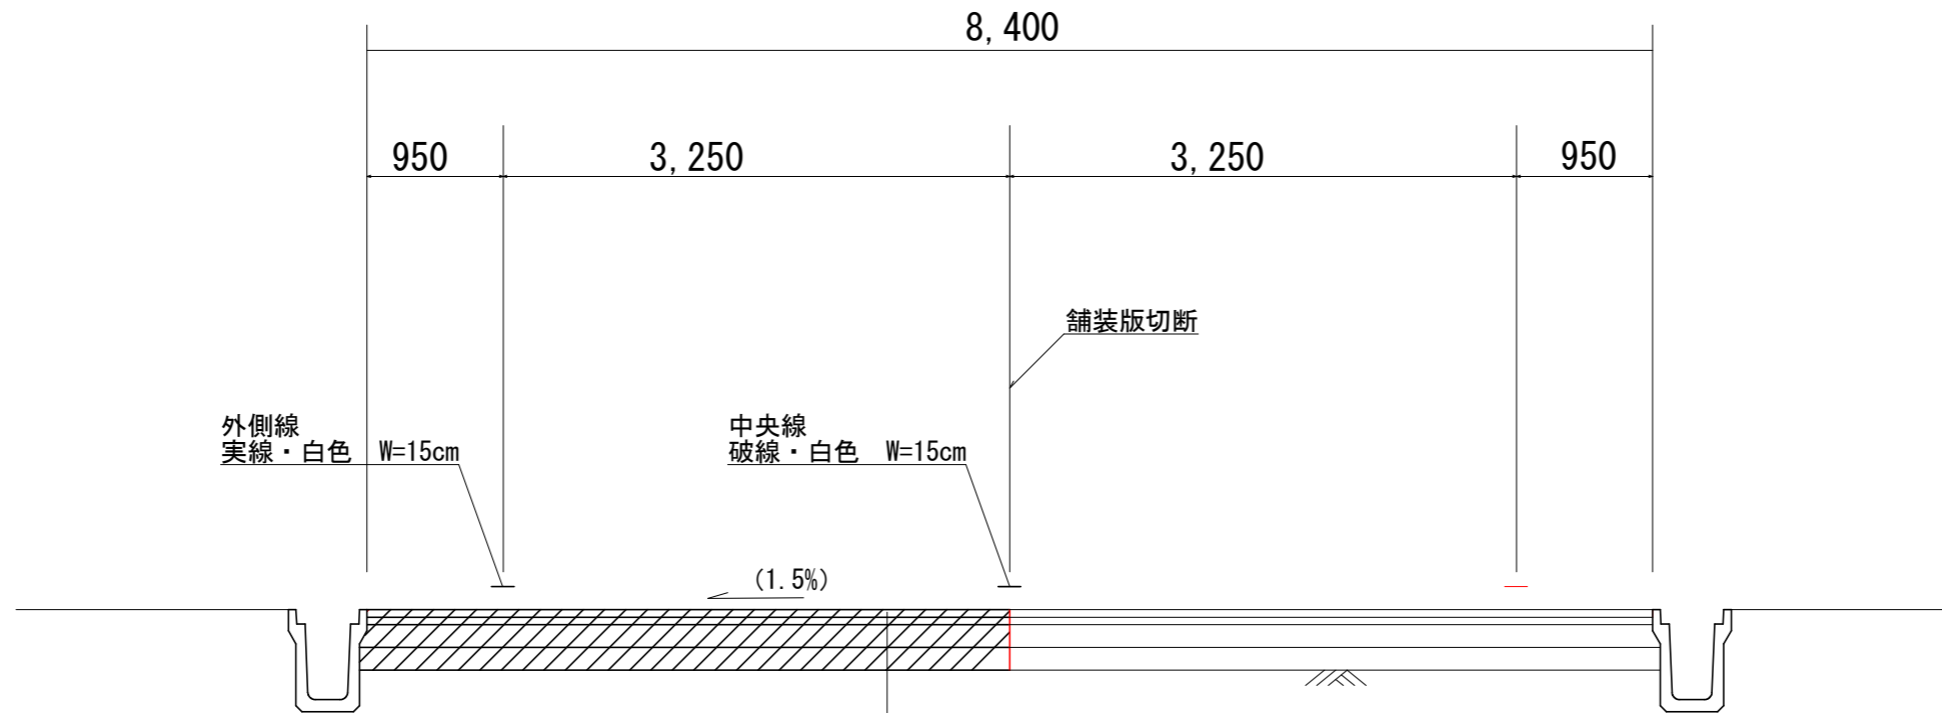 8,400
950
3,250
3,250
950
舗装版切断
外側線
実線・白色 W=15cm
中央線
破線・白色 W=15cm
(1.5%)